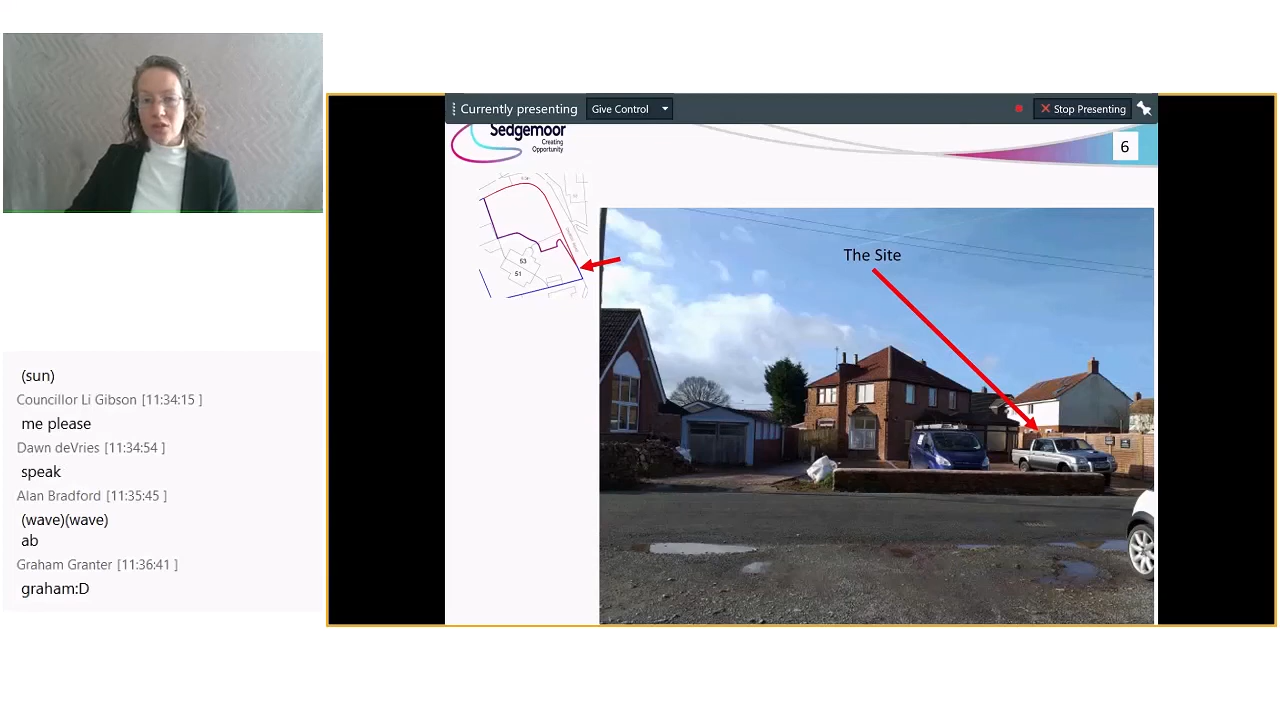 Currently presenting
Give Control
Stop Presenting
Sedgemoor
Creating
Opportunity
6
53
51
The Site
(sun)
Councillor Li Gibson [11:34:15 ]
me please
Dawn deVries [11:34:54 ]
speak
Alan Bradford [11:35:45 ]
(wave)(wave)
ab
Graham Granter [11:36:41 ]
graham:D